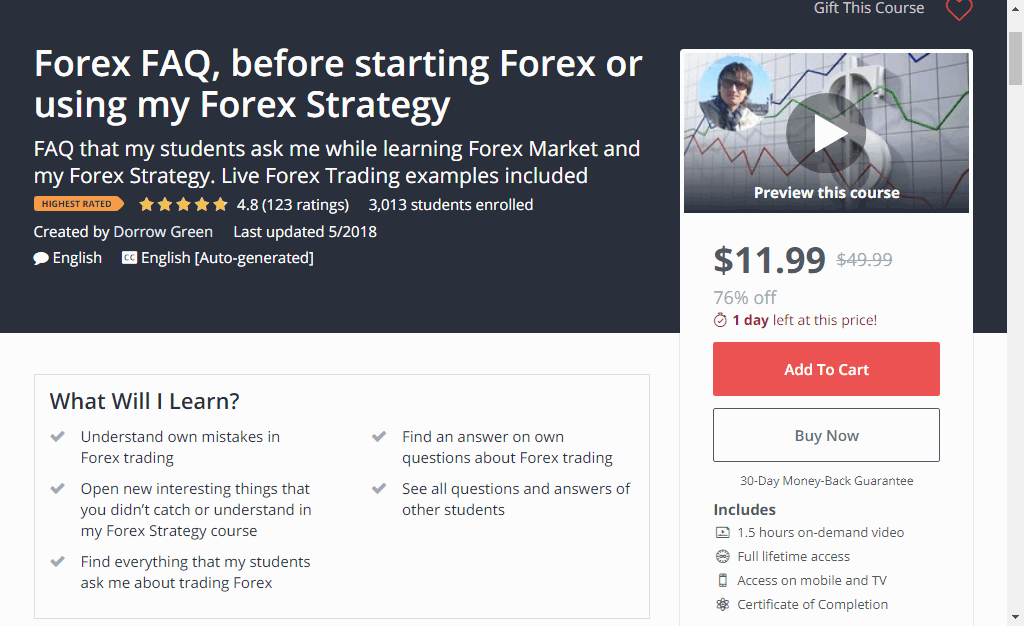 Gift This Course
Forex FAQ, before starting Forex or
using my Forex Strategy
FAQ that my students ask me while learning Forex Market and
my Forex Strategy. Live Forex Trading examples included
HIGHEST RATED 4.8 (123 ratings) 3,013 students enrolled
Created by Dorrow Green Last updated 5/2018
English CC English [Auto-generated]
Preview this course
$11.99 $49.99
76% off
1 day left at this price!
Add To Cart
Buy Now
30-Day Money-Back Guarantee
Includes
1.5 hours on-demand video
Full lifetime access
Access on mobile and TV
Certificate of Completion
What Will I Learn?
Understand own mistakes in
Forex trading
Open new interesting things that
you didn’t catch or understand in
my Forex Strategy course
Find everything that my students
ask me about trading Forex
Find an answer on own
questions about Forex trading
See all questions and answers of
other students